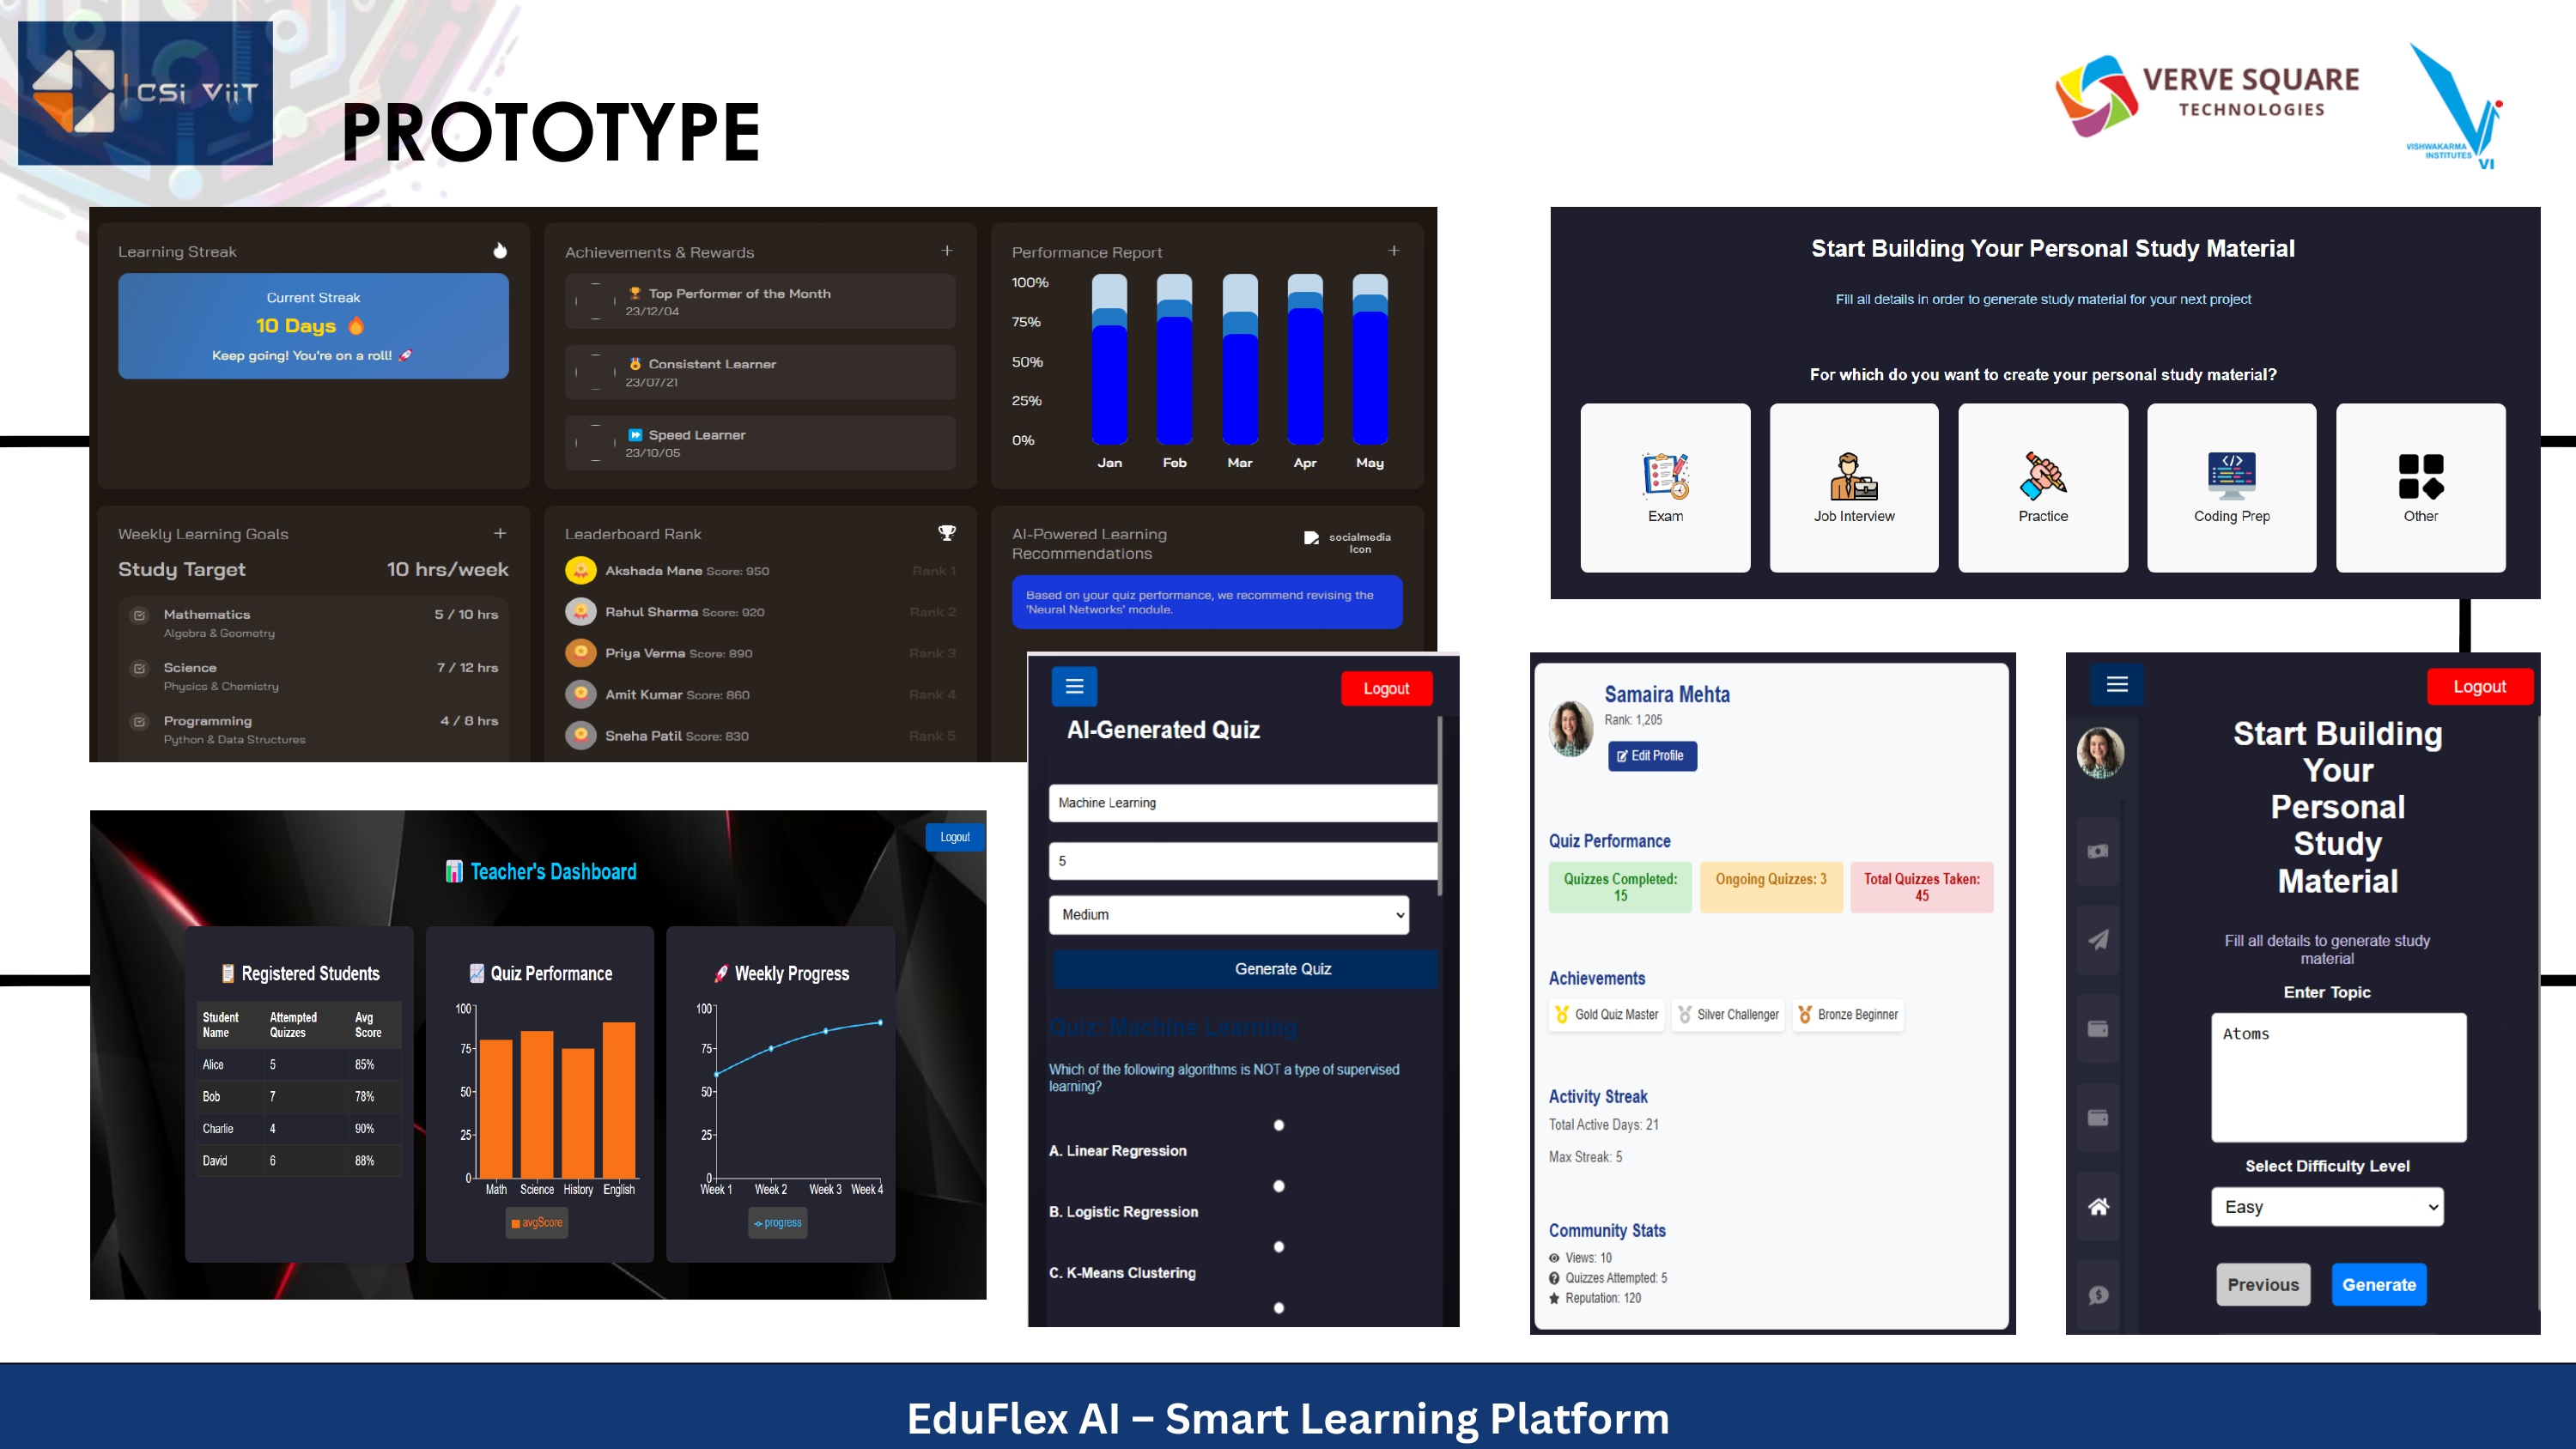 CSi ViiT
PROTOTYPE
VERVE SQUARE
TECHNOLOGIES
VISHWAKARMA
INSTITUTES
VI
Learning Streak
Current Streak
10 Days 🔥
Keep going! You're on a roll! 🚀
Achievements & Rewards
+
🏆 Top Performer of the Month
23/12/04
🏅 Consistent Learner
23/07/21
⏩ Speed Learner
23/10/05
Performance Report
+
100%
75%
50%
25%
0%
Jan Feb Mar Apr May
Weekly Learning Goals
+
Study Target 10 hrs/week
Mathematics 5 / 10 hrs
Algebra & Geometry
Science 7 / 12 hrs
Physics & Chemistry
Programming 4 / 8 hrs
Python & Data Structures
Leaderboard Rank
Akshada Mane Score: 950 Rank 1
Rahul Sharma Score: 920 Rank 2
Priya Verma Score: 890 Rank 3
Amit Kumar Score: 860 Rank 4
Sneha Patil Score: 830 Rank 5
AI-Powered Learning
Recommendations
socialmedia
Icon
Based on your quiz performance, we recommend revising the
'Neural Networks' module.
Start Building Your Personal Study Material
Fill all details in order to generate study material for your next project
For which do you want to create your personal study material?
Exam
Job Interview
Practice
Coding Prep
Other
Logout
📊 Teacher's Dashboard
📋 Registered Students
Student
Name
Attempted
Quizzes
Avg
Score
Alice 5 85%
Bob 7 78%
Charlie 4 90%
David 6 88%
📈 Quiz Performance
100
75
50
25
0
Math Science History English
avgScore
🚀 Weekly Progress
100
75
50
25
0
Week 1 Week 2 Week 3 Week 4
progress
Logout
AI-Generated Quiz
Machine Learning
5
Medium
Generate Quiz
Quiz: Machine Learning
Which of the following algorithms is NOT a type of supervised
learning?
A. Linear Regression
B. Logistic Regression
C. K-Means Clustering
Samaira Mehta
Rank: 1,205
Edit Profile
Quiz Performance
Quizzes Completed:
15
Ongoing Quizzes: 3
Total Quizzes Taken:
45
Achievements
Gold Quiz Master
Silver Challenger
Bronze Beginner
Activity Streak
Total Active Days: 21
Max Streak: 5
Community Stats
Views: 10
Quizzes Attempted: 5
Reputation: 120
Logout
Start Building
Your
Personal
Study
Material
Fill all details to generate study
material
Enter Topic
Atoms
Select Difficulty Level
Easy
Previous
Generate
EduFlex AI – Smart Learning Platform